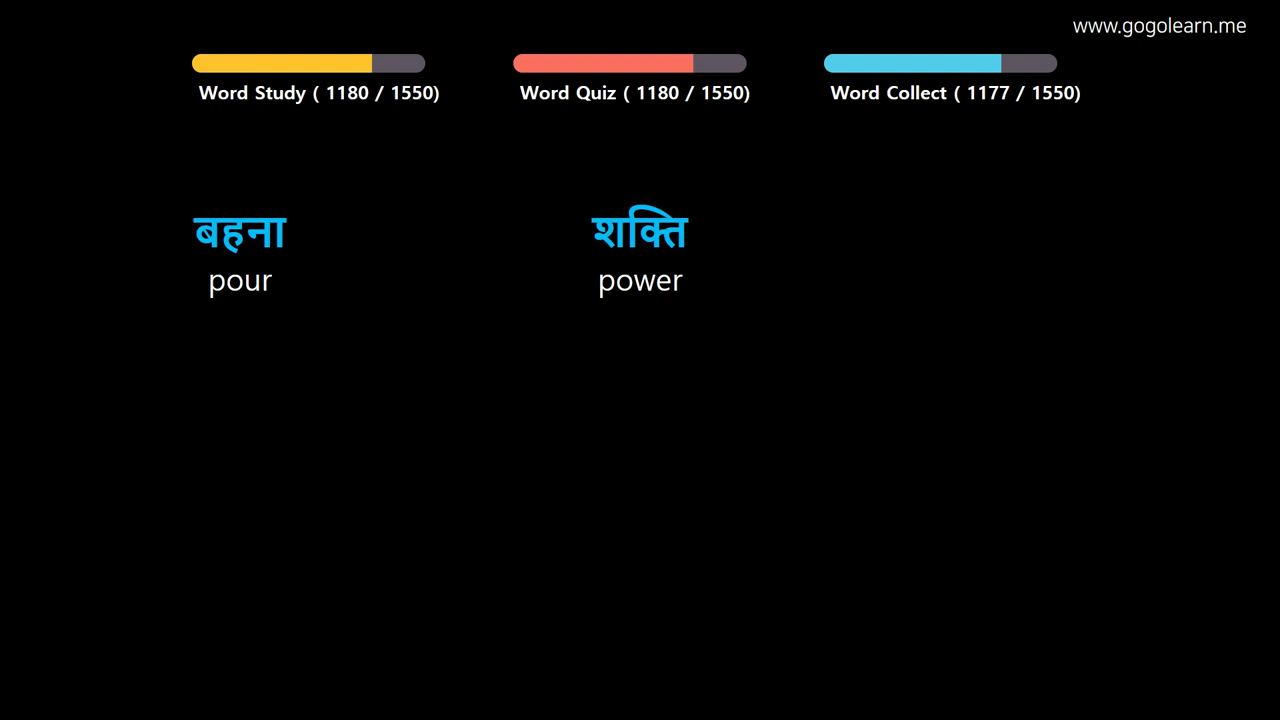 www.gogolearn.me
Word Study ( 1180 / 1550)
Word Quiz ( 1180 / 1550)
Word Collect ( 1177 / 1550)
बहना
pour
शक्ति
power